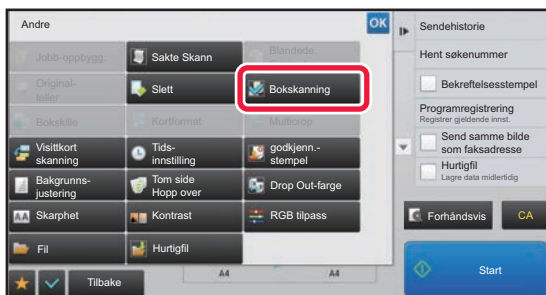 Andre
OK
Jobb-oppbygg.
Sakte Skann
Blandede.
Original-
teller
Slett
Bokskanning
Bokskille
Kortformat
Multicrop
Visittkort
skanning
Tids-
innstilling
godkjenn.-
stempel
Bakgrunns-
justering
Tom side
Hopp over
Drop Out-farge
Skarphet
Kontrast
RGB tilpass
Fil
Hurtigfil
Tilbake
A4
A4
Sendehistorie
Hent søkenummer
Bekreftelsesstempel
Programregistrering
Registrer gjeldende innst.
Send samme bilde
som faksadresse
Hurtigfil
Lagre data midlertidig
Forhåndsvis
CA
Start